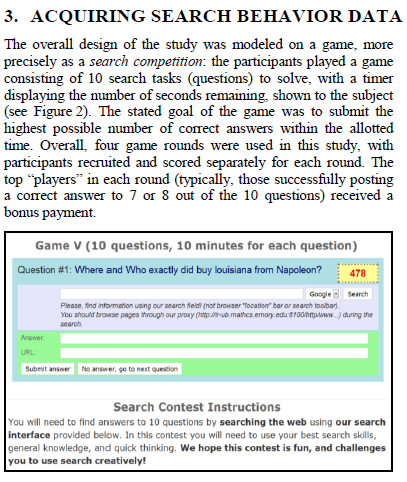 3. ACQUIRING SEARCH BEHAVIOR DATA
The overall design of the study was modeled on a game, more
precisely as a search competition: the participants played a game
consisting of 10 search tasks (questions) to solve, with a timer
displaying the number of seconds remaining, shown to the subject
(see Figure 2). The stated goal of the game was to submit the
highest possible number of correct answers within the allotted
time. Overall, four game rounds were used in this study, with
participants recruited and scored separately for each round. The
top “players” in each round (typically, those successfully posting
a correct answer to 7 or 8 out of the 10 questions) received a
bonus payment.
Game V (10 questions, 10 minutes for each question)
Question #1: Where and Who exactly did buy louisiana from Napoleon?
478
Google Search
Please, find information using our search field! (not browser "location" bar or search toolbar).
You should browse pages through our proxy (http://ir-ub.mathcs.emory.edu:8100/http/www...) during the
search.
Answer:
URL:
Submit answer No answer, go to next question
Search Contest Instructions
You will need to find answers to 10 questions by searching the web using our search
interface provided below. In this contest you will need to use your best search skills,
general knowledge, and quick thinking. We hope this contest is fun, and challenges
you to use search creatively!